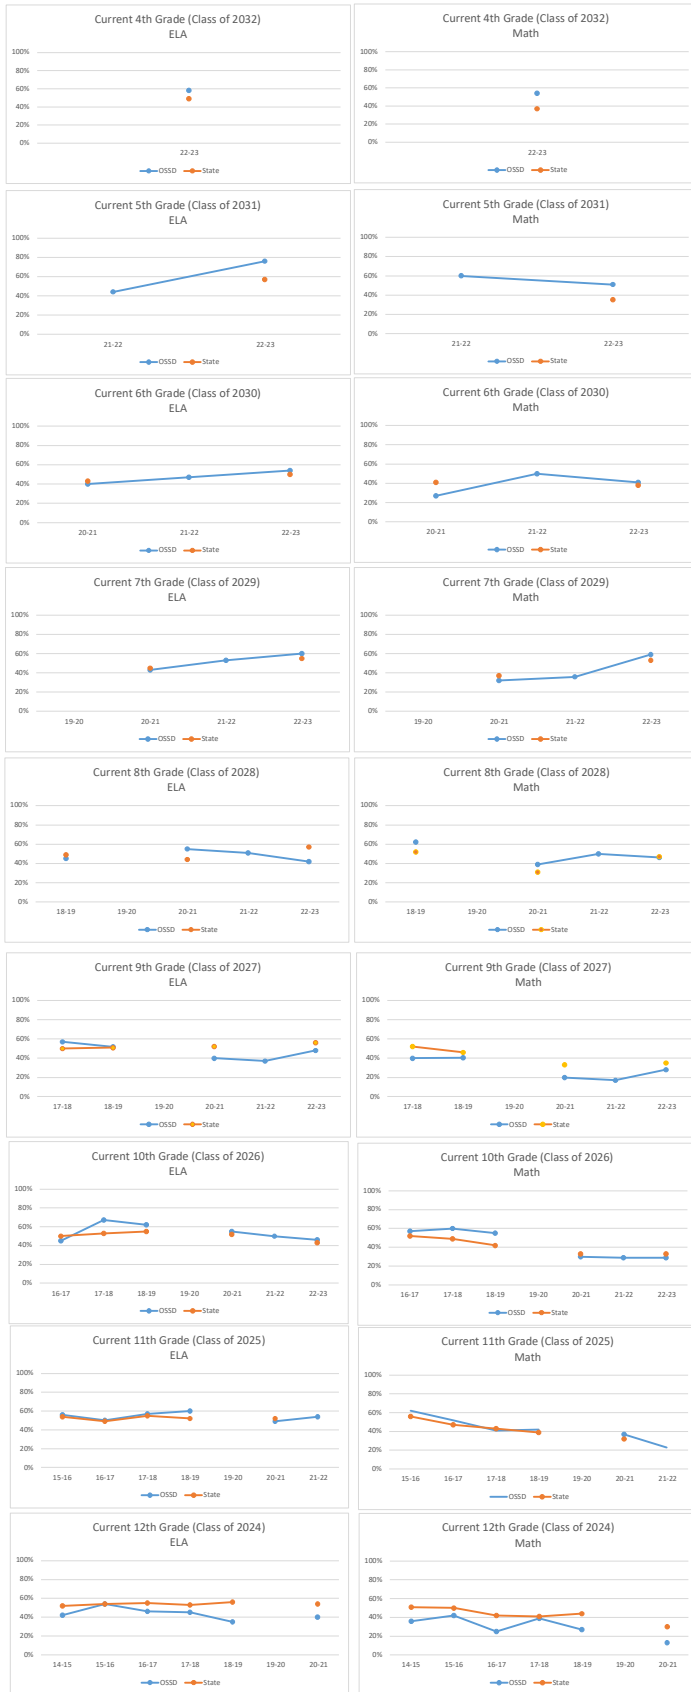 Current 4th Grade (Class of 2032)
ELA
100%
80%
60%
40%
20%
0%
22-23
OSSD State
Current 4th Grade (Class of 2032)
Math
100%
80%
60%
40%
20%
0%
22-23
OSSD State
Current 5th Grade (Class of 2031)
ELA
100%
80%
60%
40%
20%
0%
21-22 22-23
OSSD State
Current 5th Grade (Class of 2031)
Math
100%
80%
60%
40%
20%
0%
21-22 22-23
OSSD State
Current 6th Grade (Class of 2030)
ELA
100%
80%
60%
40%
20%
0%
20-21 21-22 22-23
OSSD State
Current 6th Grade (Class of 2030)
Math
100%
80%
60%
40%
20%
0%
20-21 21-22 22-23
OSSD State
Current 7th Grade (Class of 2029)
ELA
100%
80%
60%
40%
20%
0%
19-20 20-21 21-22 22-23
OSSD State
Current 7th Grade (Class of 2029)
Math
100%
80%
60%
40%
20%
0%
19-20 20-21 21-22 22-23
OSSD State
Current 8th Grade (Class of 2028)
ELA
100%
80%
60%
40%
20%
0%
18-19 19-20 20-21 21-22 22-23
OSSD State
Current 8th Grade (Class of 2028)
Math
100%
80%
60%
40%
20%
0%
18-19 19-20 20-21 21-22 22-23
OSSD State
Current 9th Grade (Class of 2027)
ELA
100%
80%
60%
40%
20%
0%
17-18 18-19 19-20 20-21 21-22 22-23
OSSD State
Current 9th Grade (Class of 2027)
Math
100%
80%
60%
40%
20%
0%
17-18 18-19 19-20 20-21 21-22 22-23
OSSD State
Current 10th Grade (Class of 2026)
ELA
100%
80%
60%
40%
20%
0%
16-17 17-18 18-19 19-20 20-21 21-22 22-23
OSSD State
Current 10th Grade (Class of 2026)
Math
100%
80%
60%
40%
20%
0%
16-17 17-18 18-19 19-20 20-21 21-22 22-23
OSSD State
Current 11th Grade (Class of 2025)
ELA
100%
80%
60%
40%
20%
0%
15-16 16-17 17-18 18-19 19-20 20-21 21-22
OSSD State
Current 11th Grade (Class of 2025)
Math
100%
80%
60%
40%
20%
0%
15-16 16-17 17-18 18-19 19-20 20-21 21-22
OSSD State
Current 12th Grade (Class of 2024)
ELA
100%
80%
60%
40%
20%
0%
14-15 15-16 16-17 17-18 18-19 19-20 20-21
OSSD State
Current 12th Grade (Class of 2024)
Math
100%
80%
60%
40%
20%
0%
14-15 15-16 16-17 17-18 18-19 19-20 20-21
OSSD State